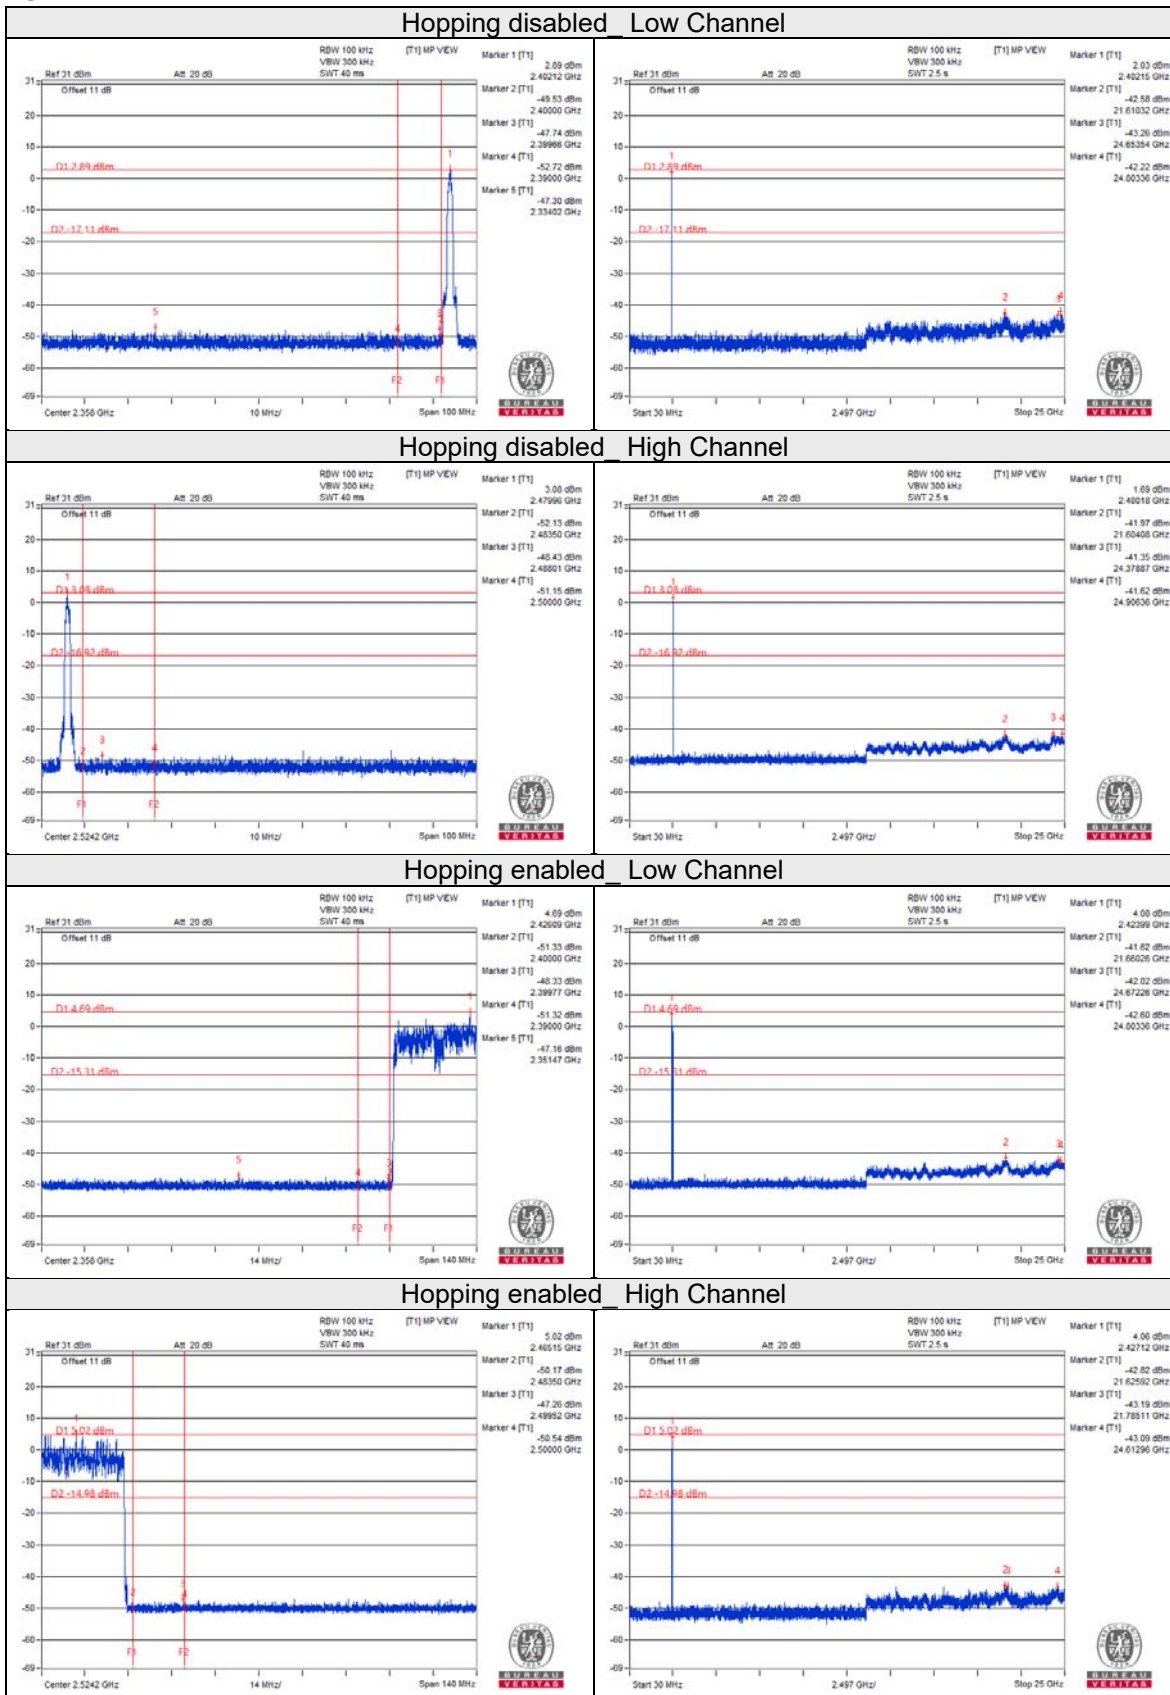 Hopping disabled_ Low Channel
RBW 100 kHz [T1] MP VIEW
VBW 300 kHz
Ref 31 dBm Att 20 dB SWT 40 ms
Offset 11 dB
Marker 1 [T1]
2.89 dBm
2.40212 GHz
Marker 2 [T1]
-49.53 dBm
2.40000 GHz
Marker 3 [T1]
-47.74 dBm
2.39966 GHz
Marker 4 [T1]
-52.72 dBm
2.39000 GHz
Marker 5 [T1]
-47.30 dBm
2.33402 GHz
D1 2.89 dBm
D2 -17.11 dBm
F2 F1
Center 2.358 GHz 10 MHz/ Span 100 MHz
BUREAU
VERITAS
RBW 100 kHz [T1] MP VIEW
VBW 300 kHz
Ref 31 dBm Att 20 dB SWT 2.5 s
Offset 11 dB
Marker 1 [T1]
2.03 dBm
2.40215 GHz
Marker 2 [T1]
-42.58 dBm
21.61032 GHz
Marker 3 [T1]
-43.26 dBm
24.65354 GHz
Marker 4 [T1]
-42.22 dBm
24.80336 GHz
D1 2.89 dBm
D2 -17.11 dBm
Start 30 MHz 2.497 GHz/ Stop 25 GHz
BUREAU
VERITAS
Hopping disabled_ High Channel
RBW 100 kHz [T1] MP VIEW
VBW 300 kHz
Ref 31 dBm Att 20 dB SWT 40 ms
Offset 11 dB
Marker 1 [T1]
3.08 dBm
2.47996 GHz
Marker 2 [T1]
-52.13 dBm
2.48350 GHz
Marker 3 [T1]
-48.43 dBm
2.48801 GHz
Marker 4 [T1]
-51.15 dBm
2.50000 GHz
D1 3.08 dBm
D2 -16.92 dBm
F1 F2
Center 2.5242 GHz 10 MHz/ Span 100 MHz
BUREAU
VERITAS
RBW 100 kHz [T1] MP VIEW
VBW 300 kHz
Ref 31 dBm Att 20 dB SWT 2.5 s
Offset 11 dB
Marker 1 [T1]
1.69 dBm
2.48018 GHz
Marker 2 [T1]
-41.97 dBm
21.60408 GHz
Marker 3 [T1]
-41.35 dBm
24.37887 GHz
Marker 4 [T1]
-41.62 dBm
24.90636 GHz
D1 3.08 dBm
D2 -16.92 dBm
Start 30 MHz 2.497 GHz/ Stop 25 GHz
BUREAU
VERITAS
Hopping enabled_ Low Channel
RBW 100 kHz [T1] MP VIEW
VBW 300 kHz
Ref 31 dBm Att 20 dB SWT 40 ms
Offset 11 dB
Marker 1 [T1]
4.69 dBm
2.42609 GHz
Marker 2 [T1]
-51.33 dBm
2.40000 GHz
Marker 3 [T1]
-48.33 dBm
2.39977 GHz
Marker 4 [T1]
-51.32 dBm
2.39000 GHz
Marker 5 [T1]
-47.16 dBm
2.35147 GHz
D1 4.69 dBm
D2 -15.31 dBm
F2 F1
Center 2.358 GHz 14 MHz/ Span 140 MHz
BUREAU
VERITAS
RBW 100 kHz [T1] MP VIEW
VBW 300 kHz
Ref 31 dBm Att 20 dB SWT 2.5 s
Offset 11 dB
Marker 1 [T1]
4.08 dBm
2.42399 GHz
Marker 2 [T1]
-41.62 dBm
21.66026 GHz
Marker 3 [T1]
-42.02 dBm
24.67226 GHz
Marker 4 [T1]
-42.60 dBm
24.80336 GHz
D1 4.69 dBm
D2 -15.31 dBm
Start 30 MHz 2.497 GHz/ Stop 25 GHz
BUREAU
VERITAS
Hopping enabled_ High Channel
RBW 100 kHz [T1] MP VIEW
VBW 300 kHz
Ref 31 dBm Att 20 dB SWT 40 ms
Offset 11 dB
Marker 1 [T1]
5.02 dBm
2.46515 GHz
Marker 2 [T1]
-50.17 dBm
2.48350 GHz
Marker 3 [T1]
-47.26 dBm
2.49952 GHz
Marker 4 [T1]
-50.54 dBm
2.50000 GHz
D1 5.02 dBm
D2 -14.98 dBm
F1 F2
Center 2.5242 GHz 14 MHz/ Span 140 MHz
BUREAU
VERITAS
RBW 100 kHz [T1] MP VIEW
VBW 300 kHz
Ref 31 dBm Att 20 dB SWT 2.5 s
Offset 11 dB
Marker 1 [T1]
4.06 dBm
2.42712 GHz
Marker 2 [T1]
-42.82 dBm
21.62592 GHz
Marker 3 [T1]
-43.19 dBm
21.78511 GHz
Marker 4 [T1]
-43.09 dBm
24.61296 GHz
D1 5.02 dBm
D2 -14.98 dBm
Start 30 MHz 2.497 GHz/ Stop 25 GHz
BUREAU
VERITAS